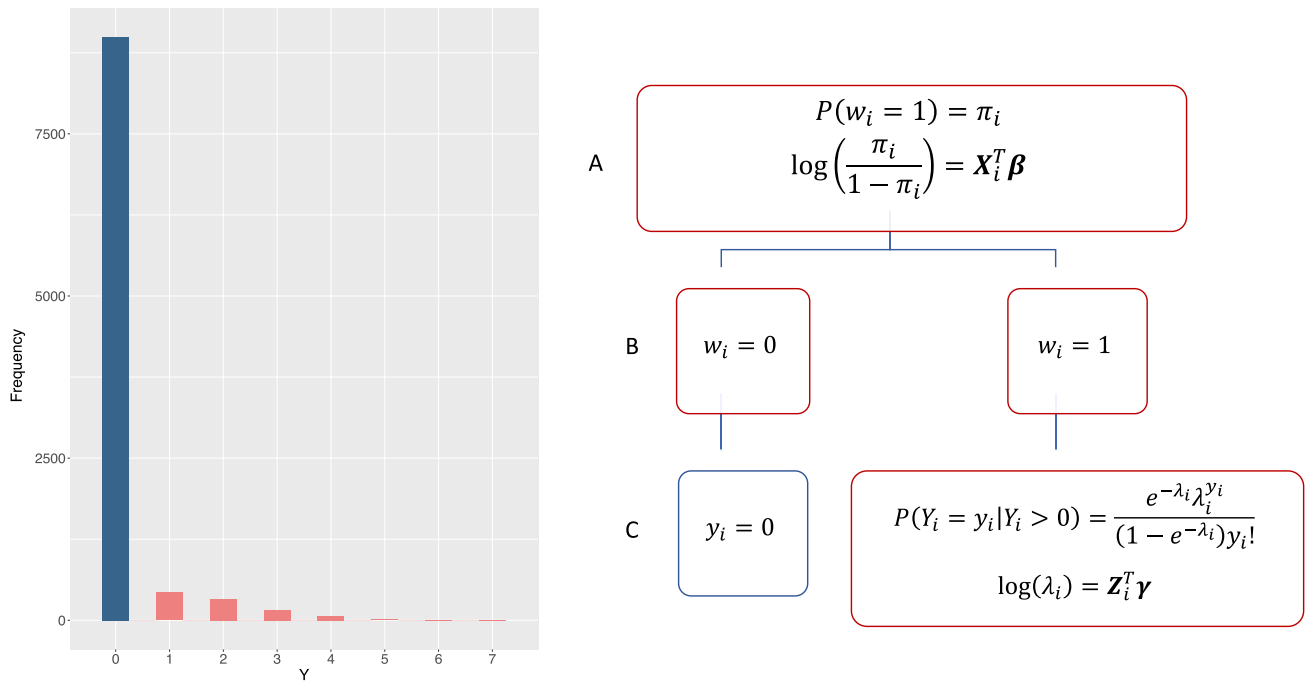 7500
5000
2500
0
Frequency
0 1 2 3 4 5 6 7
Y
A
P(w_i = 1) = π_i
log(π_i / (1 − π_i)) = X_i^T β
B
w_i = 0
w_i = 1
C
y_i = 0
P(Y_i = y_i|Y_i > 0) = e^{−λ_i} λ_i^{y_i} / ((1 − e^{−λ_i})y_i!)
log(λ_i) = Z_i^T γ